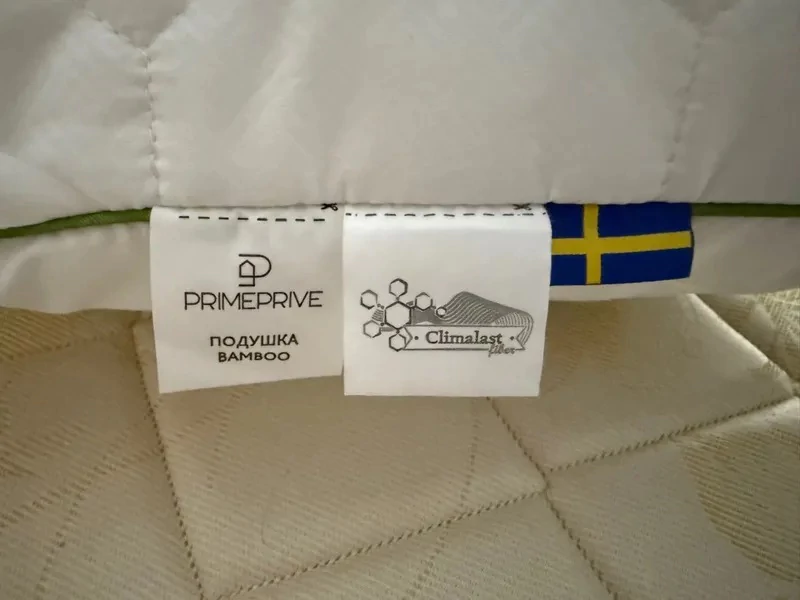 PRIMEPRIVE
ПОДУШКА
BAMBOO
Climalast
fiber